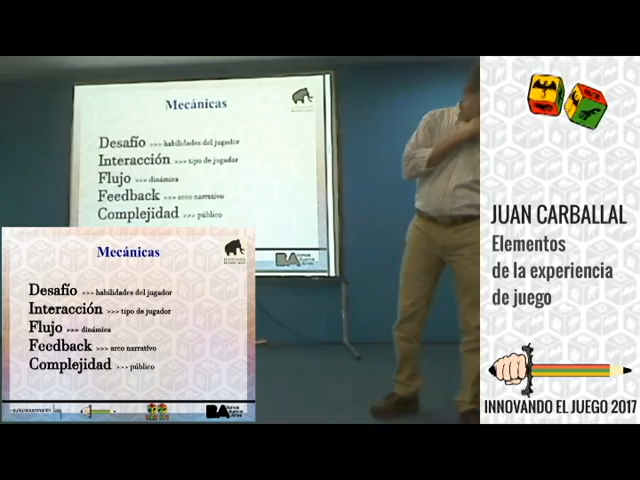 Mecánicas
Desafío >>> habilidades del jugador
Interacción >>> tipo de jugador
Flujo >>> dinámica
Feedback >>> arco narrativo
Complejidad >>> público
BA
Mecánicas
Desafío >>> habilidades del jugador
Interacción >>> tipo de jugador
Flujo >>> dinámica
Feedback >>> arco narrativo
Complejidad >>> público
BA
JUAN CARBALLAL
Elementos
de la experiencia
de juego
INNOVANDO EL JUEGO 2017